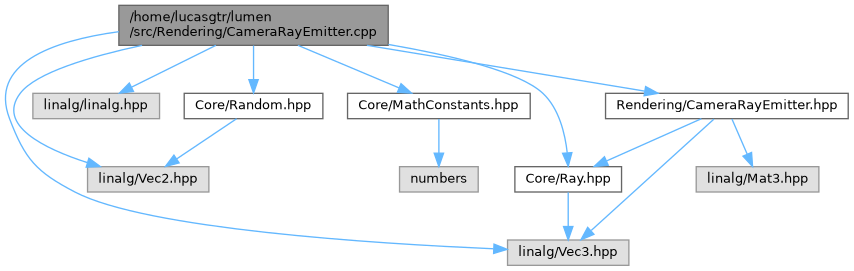 /home/lucasgtr/lumen
/src/Rendering/CameraRayEmitter.cpp
linalg/linalg.hpp
Core/Random.hpp
Core/MathConstants.hpp
Rendering/CameraRayEmitter.hpp
linalg/Vec2.hpp
numbers
Core/Ray.hpp
linalg/Mat3.hpp
linalg/Vec3.hpp